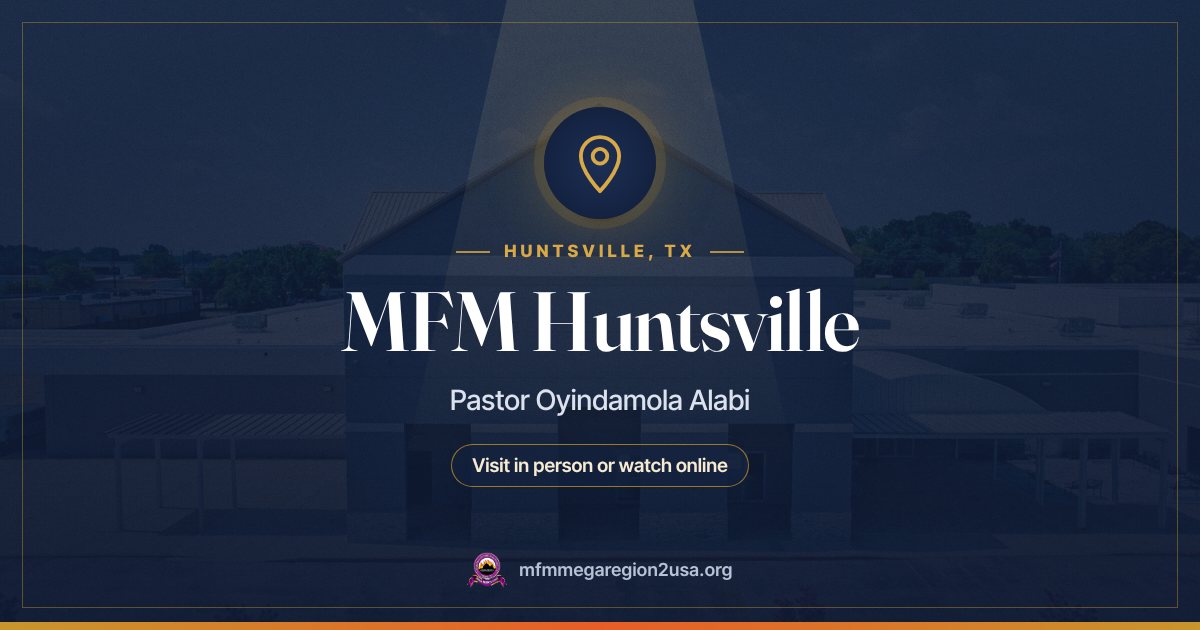 HUNTSVILLE, TX
MFM Huntsville
Pastor Oyindamola Alabi
Visit in person or watch online
mfmmegaregion2usa.org